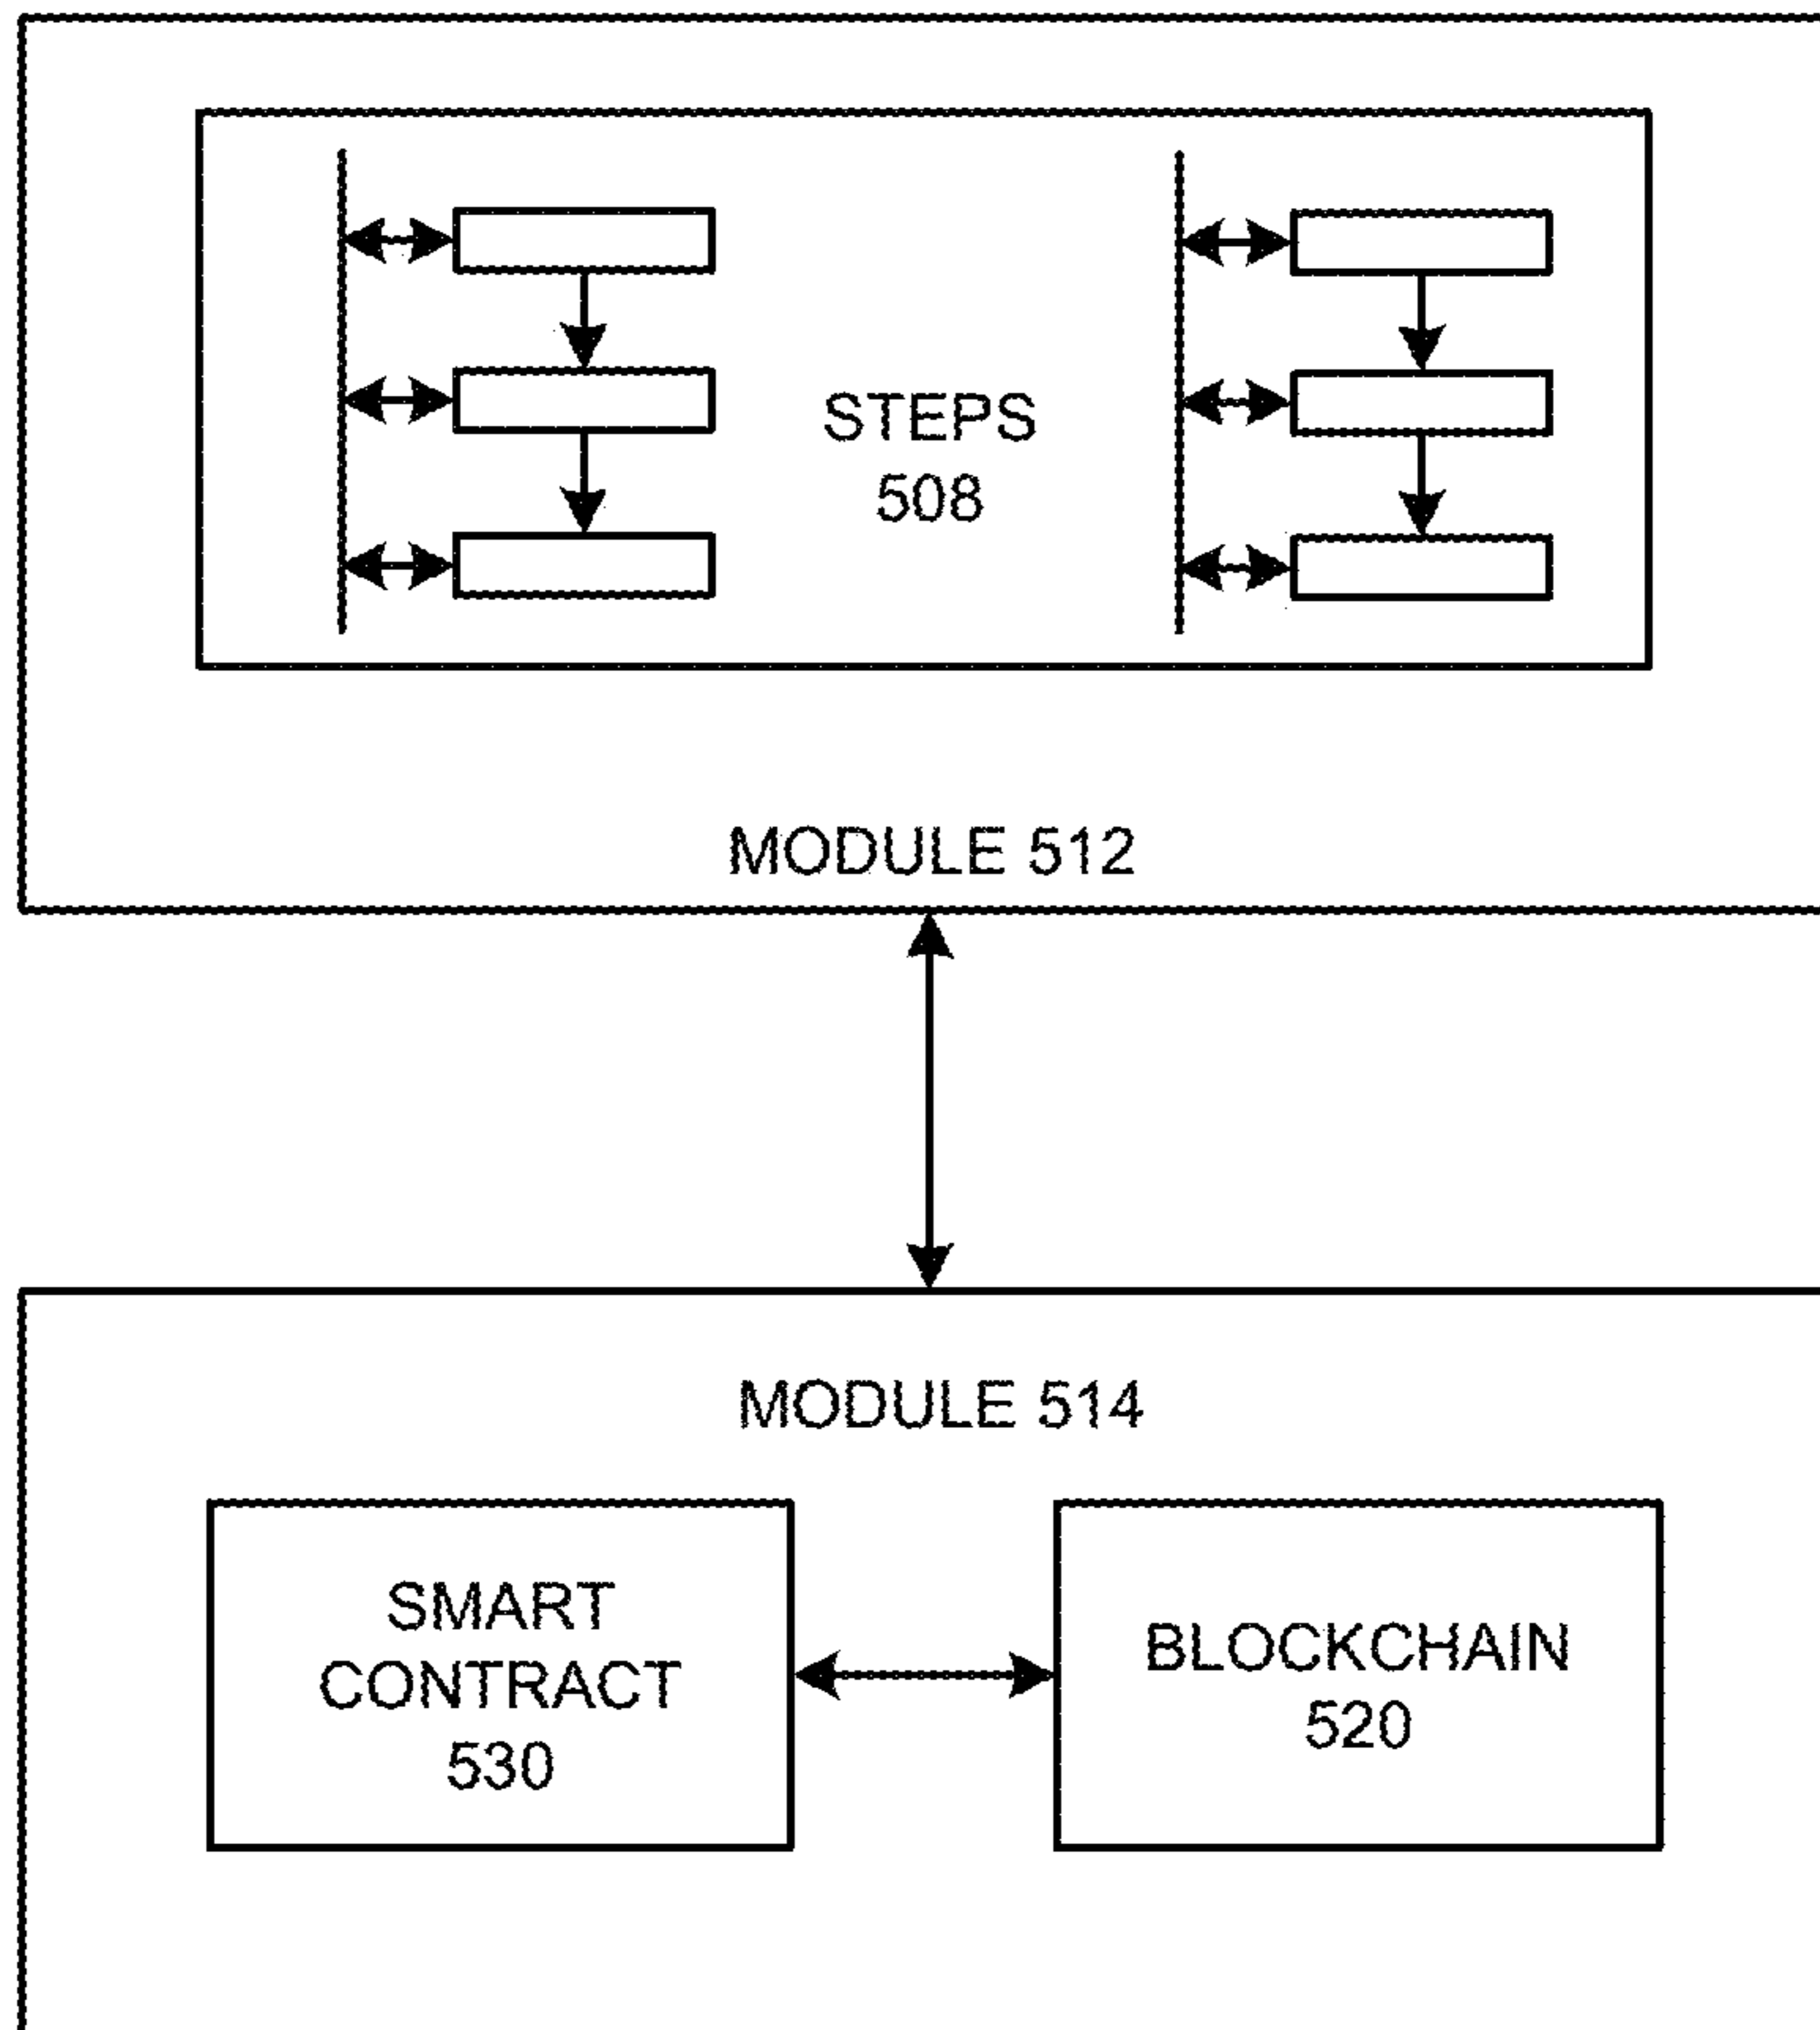 STEPS
508
MODULE 512
MODULE 514
SMART
CONTRACT
530
BLOCKCHAIN
520